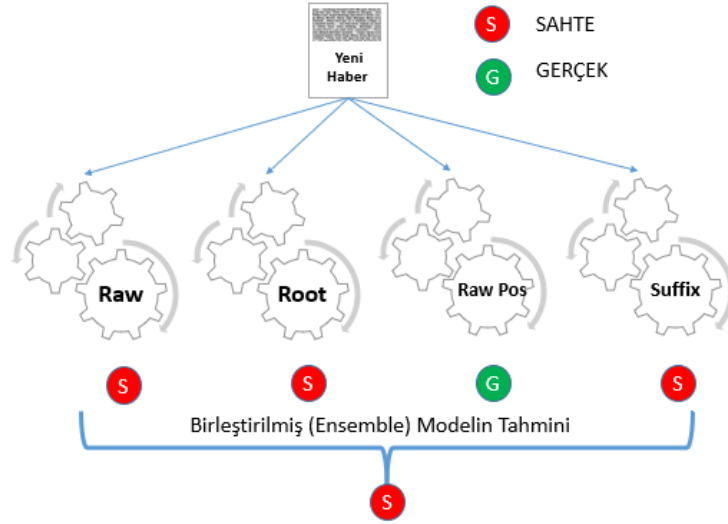 S SAHTE
Yeni
Haber
G GERÇEK
Raw
Root
Raw Pos
Suffix
S
S
G
S
Birleştirilmiş (Ensemble) Modelin Tahmini
S